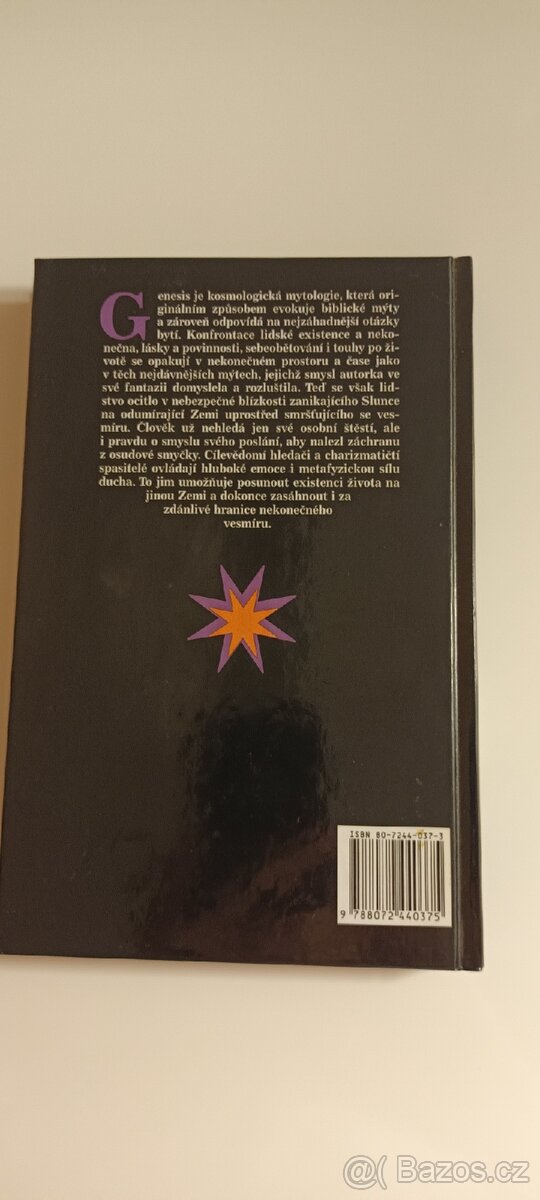 Genesis je kosmologická mytologie, která ori-
ginálním způsobem evokuje biblické mýty
a zároveň odpovídá na nejzáhadnější otázky
bytí. Konfrontace lidské existence a neko-
nečna, lásky a povinnosti, sebeobětování i touhy po ži-
votě se opakují v nekonečném prostoru a čase jako
v těch nejdávnějších mýtech, jejichž smysl autorka ve
své fantazii domyslela a rozluštila. Teď se však lid-
stvo ocitlo v nebezpečné blízkosti zanikajícího Slunce
na odumírající Zemi uprostřed smršťujícího se ves-
míru. Člověk už nehledá jen své osobní štěstí, ale
i pravdu o smyslu svého poslání, aby nalezl záchranu
z osudové smyčky. Cílevědomí hledači a charizmatičtí
spasitelé ovládají hluboké emoce i metafyzickou sílu
ducha. To jim umožňuje posunout existenci života na
jinou Zemi a dokonce zasáhnout i za
zdánlivé hranice nekonečného
vesmíru.
ISBN 80-7244-037-3
9 788072 440375
@( Bazos.cz